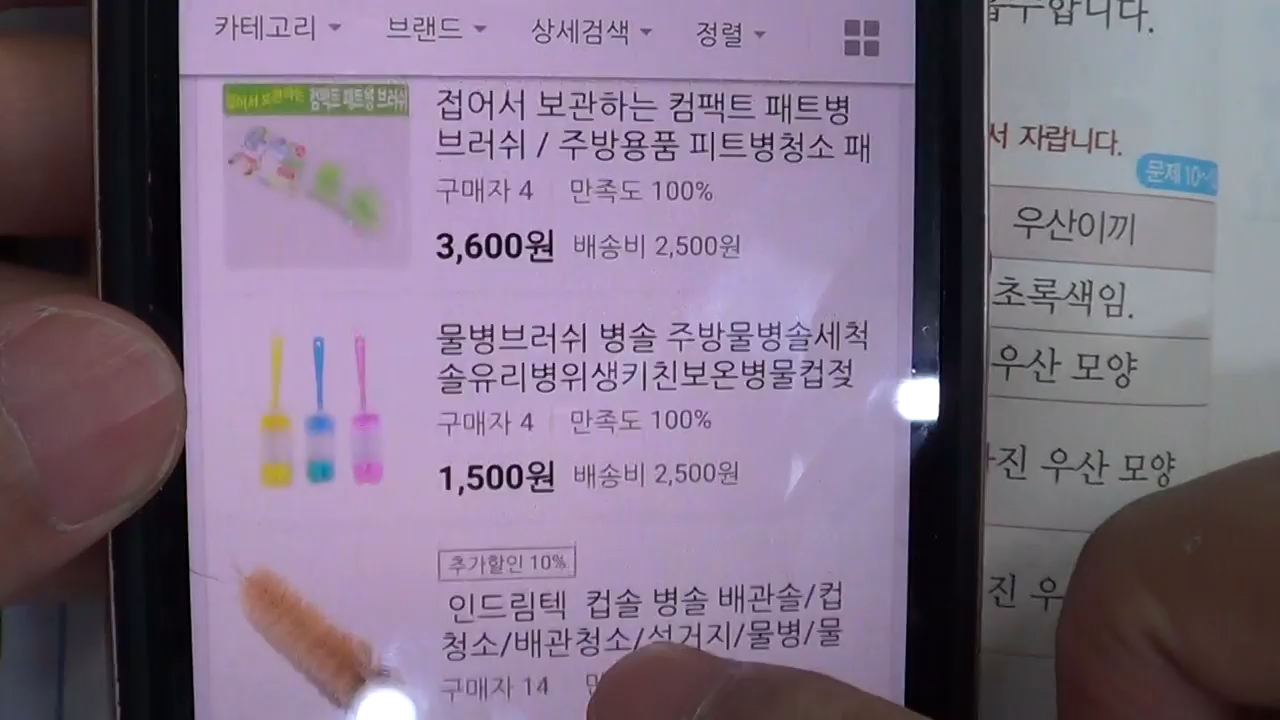 카테고리 브랜드 상세검색 정렬
접어서 보관하는 컴팩트 패트병 브러쉬
접어서 보관하는 컴팩트 패트병
브러쉬 / 주방용품 피트병청소 패
구매자 4 만족도 100%
3,600원 배송비 2,500원
물병브러쉬 병솔 주방물병솔세척
솔유리병위생키친보온병물컵젖
구매자 4 만족도 100%
1,500원 배송비 2,500원
추가할인 10%
인드림텍 컵솔 병솔 배관솔/컵
청소/배관청소/설거지/물병/물
구매자 14
자랍니다.
우산이끼
초록색임.
우산 모양
우산 모양